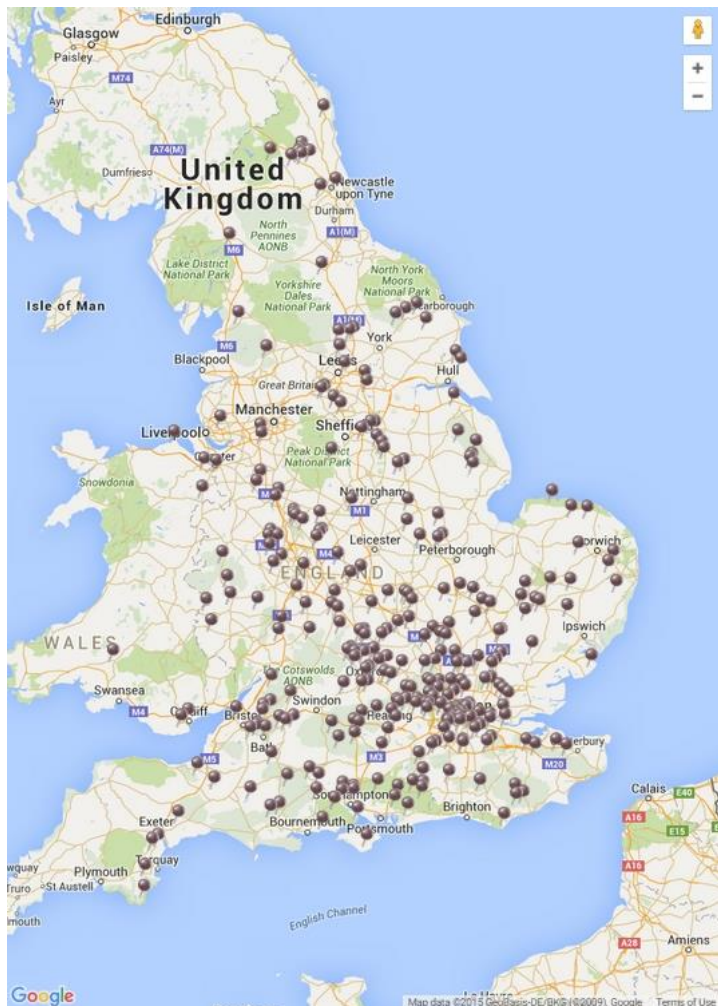 Edinburgh
Glasgow
Paisley
M74
Ayr
A74(M)
United
Kingdom
Dumfries
Newcastle
upon Tyne
Durham
North
Pennines
AONB
A1(M)
M6
Lake District
National Park
North York
Moors
National Park
Scarborough
Yorkshire
Dales
National Park
Isle of Man
A1(M)
York
M6
Blackpool
Leeds
Hull
Great Britain
Manchester
Liverpool
Sheffield
Chester
Peak District
National Park
Snowdonia
Nottingham
M1
Norwich
Leicester
Peterborough
ENGLAND
Ipswich
WALES
The Cotswolds
AONB
Oxford
Swansea
Swindon
M4
Cardiff
Reading
Bristol
Bath
M3
M5
M20
Canterbury
Southampton
Calais
E40
Exeter
Brighton
A16
Bournemouth
Portsmouth
E15
Plymouth
Torquay
A16
Truro
St Austell
English Channel
A28
Amiens
Google
Map data ©2015 GeoBasis-DE/BKG (©2009), Google
Terms of Use